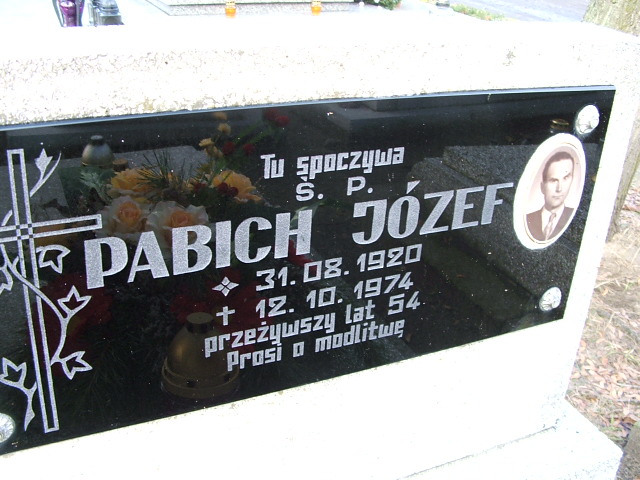 Tu spoczywa
Ś. P.
PABICH JÓZEF
31.08.1920
12.10.1974
przeżywszy lat 54
Prosi o modlitwę